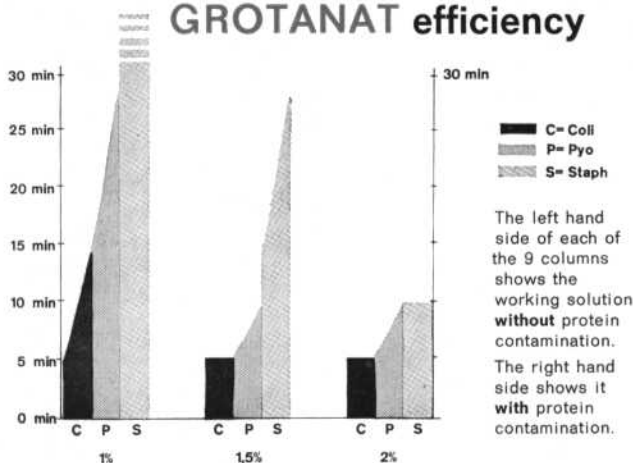 GROTANAT efficiency
30 min
25 min
20 min
15 min
10 min
5 min
0 min
C P S
1%
C P S
1,5%
C P S
2%
30 min
C= Coli
P= Pyo
S= Staph
The left hand
side of each of
the 9 columns
shows the
working solution
without protein
contamination.
The right hand
side shows it
with protein
contamination.